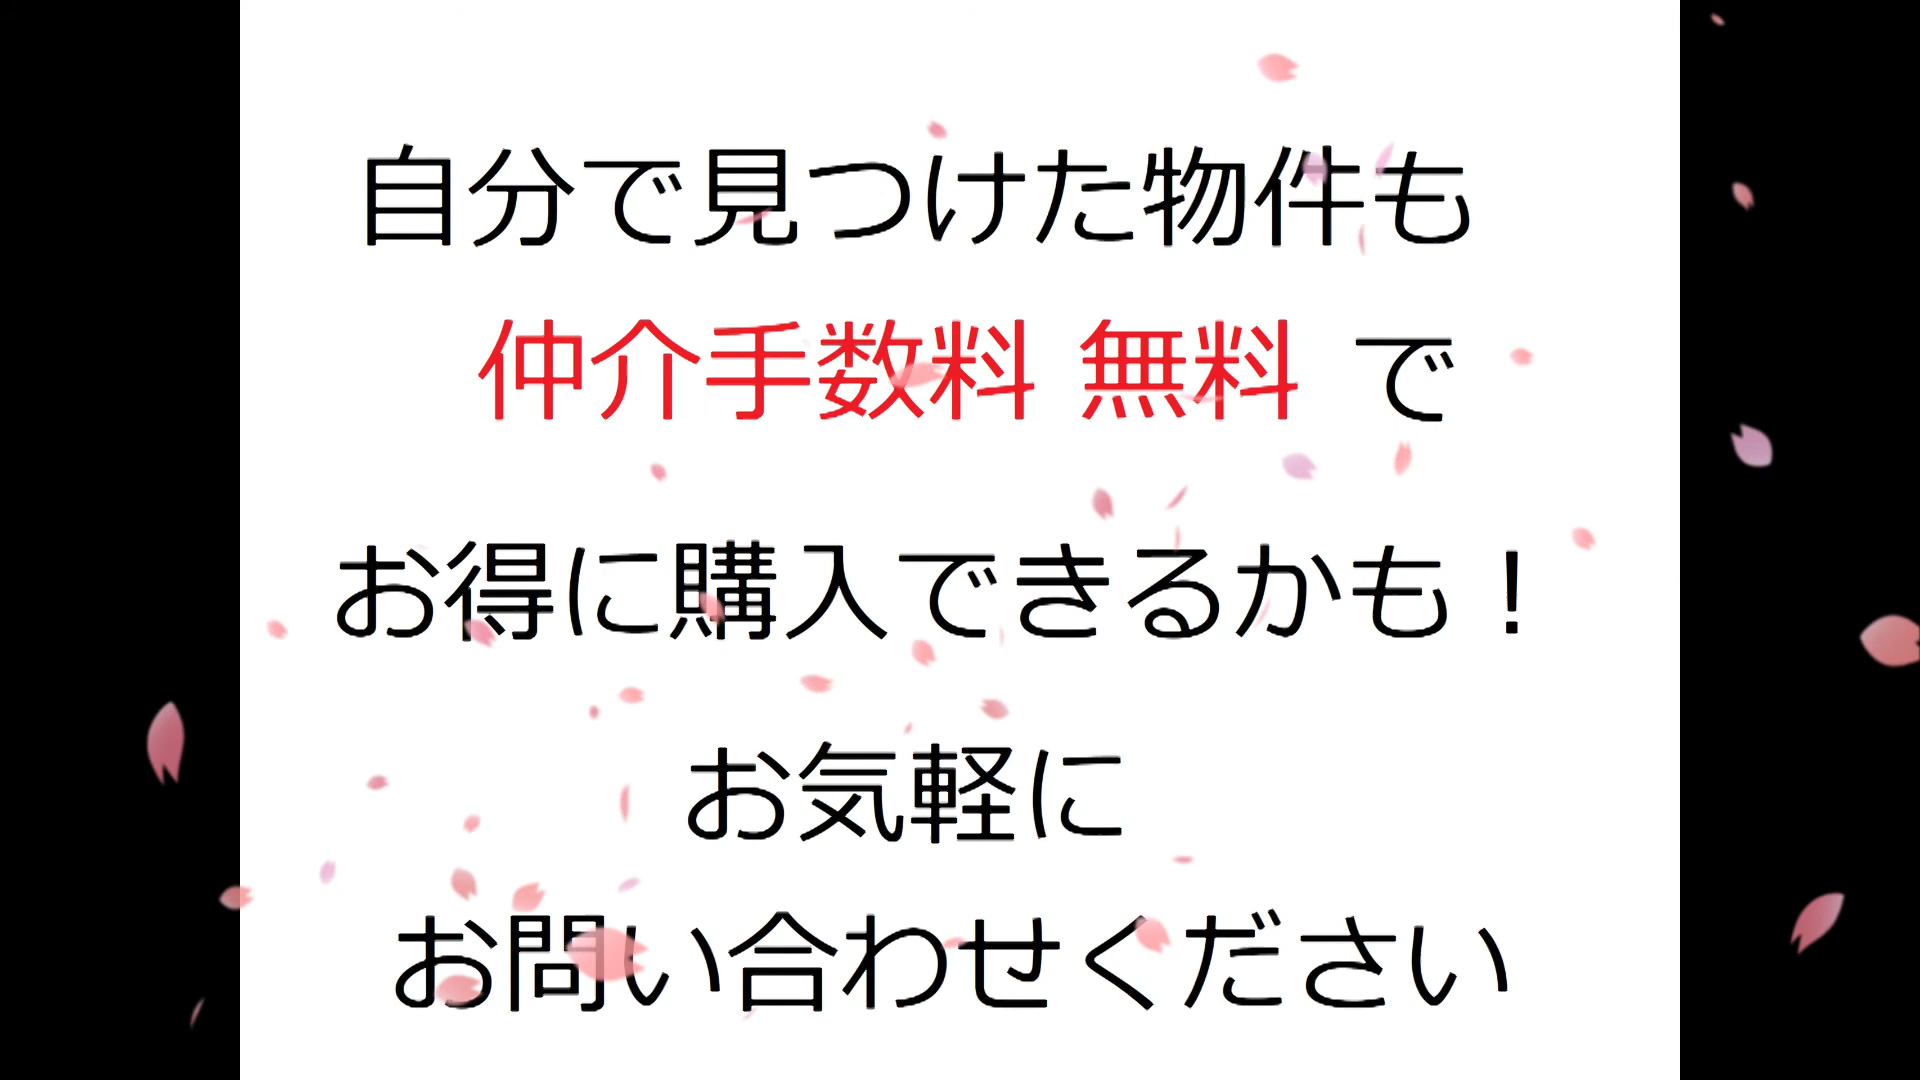 自分で見つけた物件も
仲介手数料 無料 で
お得に購入できるかも！
お気軽に
お問い合わせください